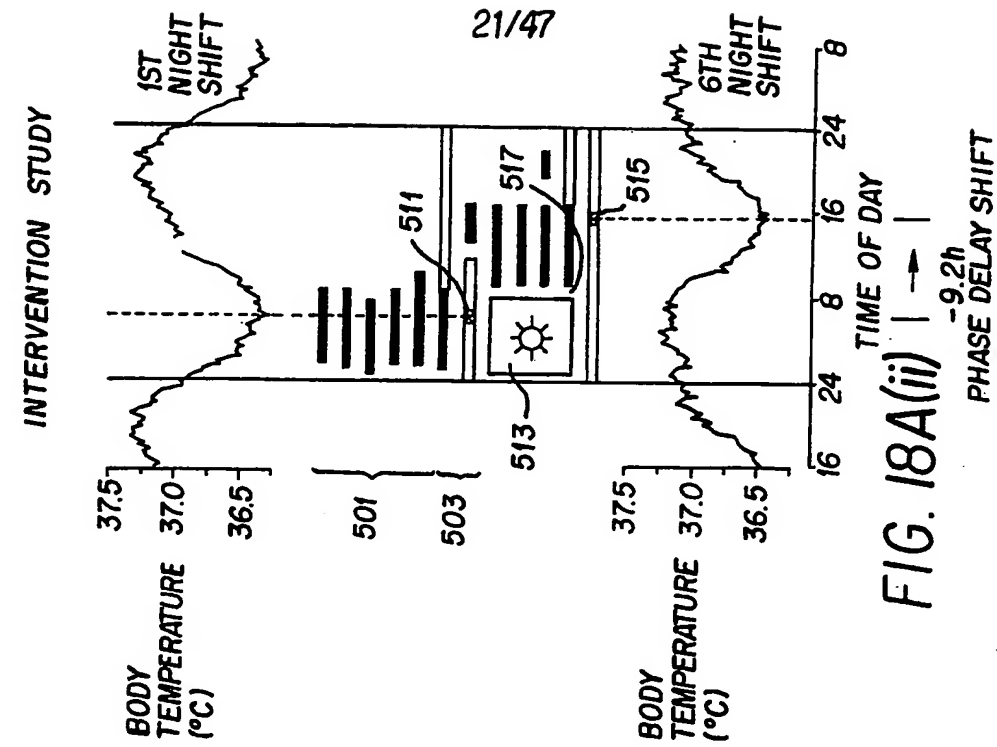 21/47
INTERVENTION STUDY
1ST
NIGHT
SHIFT
37.5
37.0
36.5
BODY
TEMPERATURE
(°C)
501
503
511
513
517
515
6TH
NIGHT
SHIFT
37.5
37.0
36.5
BODY
TEMPERATURE
(°C)
16 24 8 16 24 8
TIME OF DAY
FIG. 18A(ii)
-9.2h
PHASE DELAY SHIFT